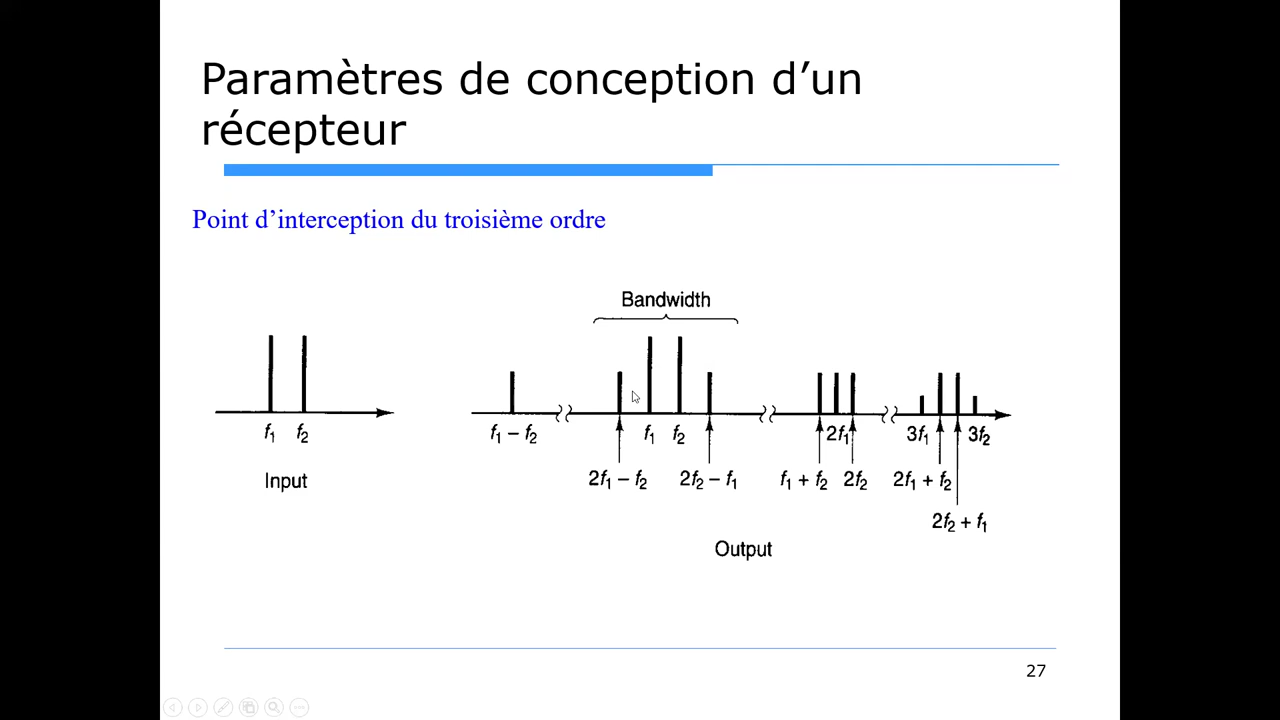 Paramètres de conception d’un
récepteur
Point d’interception du troisième ordre
Bandwidth
f₁ f₂
f₁ − f₂
f₁ f₂
2f₁
3f₁
3f₂
Input
2f₁ − f₂
2f₂ − f₁
f₁ + f₂
2f₂
2f₁ + f₂
2f₂ + f₁
Output
27